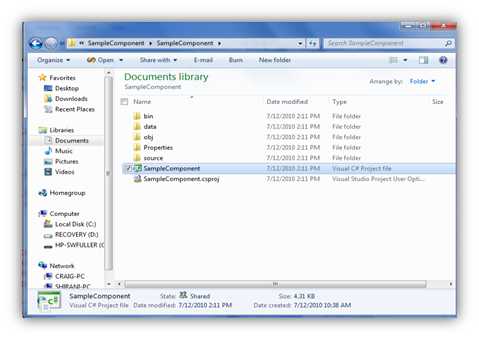 SampleComponent SampleComponent
Search SampleComponent
Organize Open Share with E-mail Burn New folder
Favorites
Desktop
Downloads
Recent Places
Libraries
Documents
Music
Pictures
Videos
Homegroup
Computer
Local Disk (C:)
RECOVERY (D:)
HP-SWFULLER (\\
Network
CRAIG-PC
SHIRANI-PC
Documents library
SampleComponent
Arrange by: Folder
Name Date modified Type Size
bin 7/12/2010 2:11 PM File folder
data 7/12/2010 2:11 PM File folder
obj 7/12/2010 2:11 PM File folder
Properties 7/12/2010 2:11 PM File folder
source 7/12/2010 2:11 PM File folder
SampleComponent 7/12/2010 2:11 PM Visual C# Project file
SampleComponent.csproj 7/12/2010 2:11 PM Visual Studio Project User Opti...
SampleComponent State: Shared Size: 4.31 KB
Visual C# Project file Date modified: 7/12/2010 2:11 PM Date created: 7/12/2010 10:38 AM